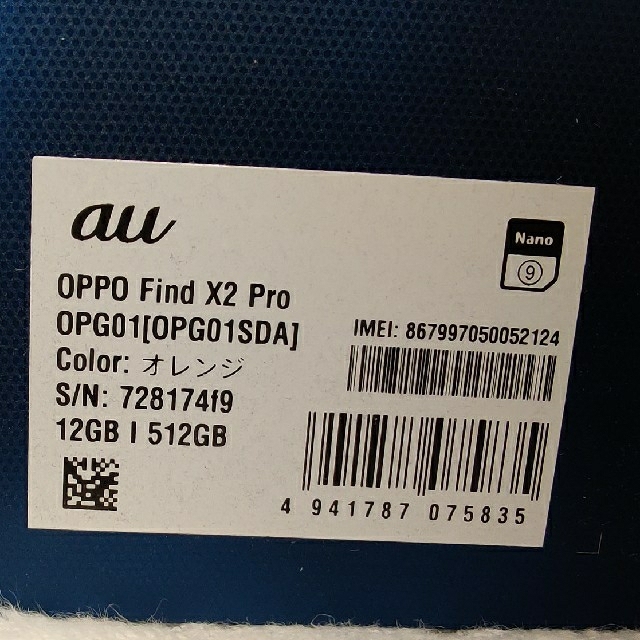 au
Nano
9
OPPO Find X2 Pro
OPG01[OPG01SDA]
IMEI: 867997050052124
Color: オレンジ
S/N: 728174f9
12GB | 512GB
4 941787 075835